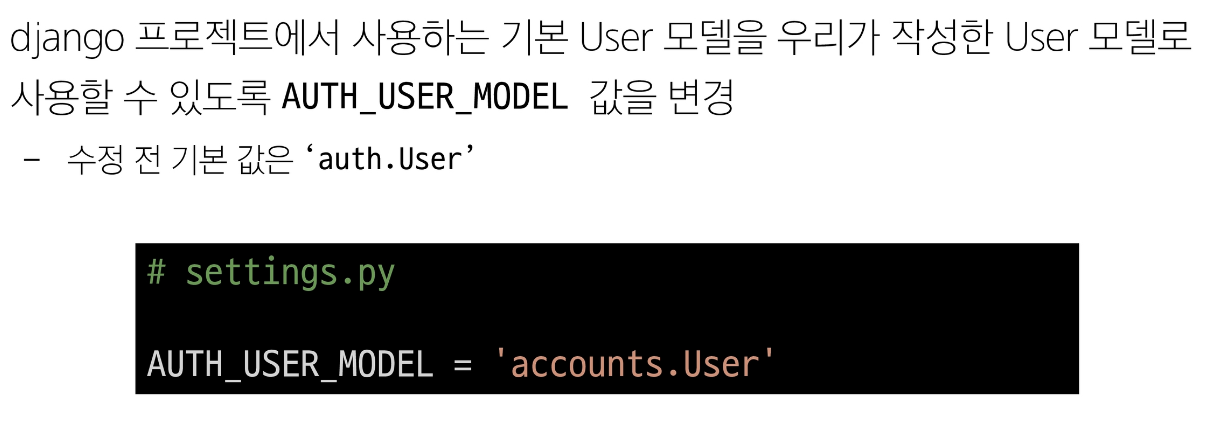 django 프로젝트에서 사용하는 기본 User 모델을 우리가 작성한 User 모델로
사용할 수 있도록 AUTH_USER_MODEL 값을 변경
– 수정 전 기본 값은 ‘auth.User’
# settings.py
AUTH_USER_MODEL = 'accounts.User'